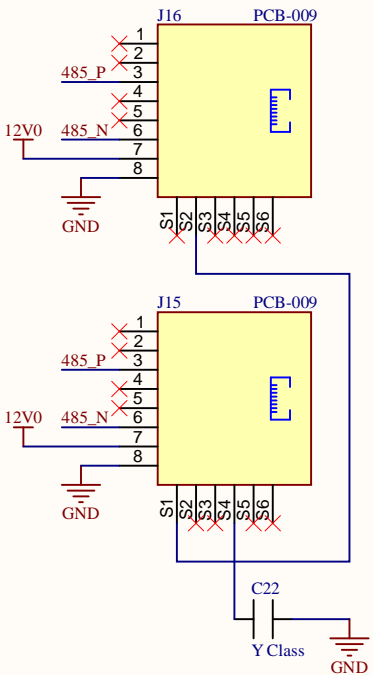 J16 PCB-009
1
2
485_P 3
4
5
12V0 485_N 6
7
8
GND
S1 S2 S3 S4 S5 S6
J15 PCB-009
1
2
485_P 3
4
5
12V0 485_N 6
7
8
GND
S1 S2 S3 S4 S5 S6
C22
Y Class
GND